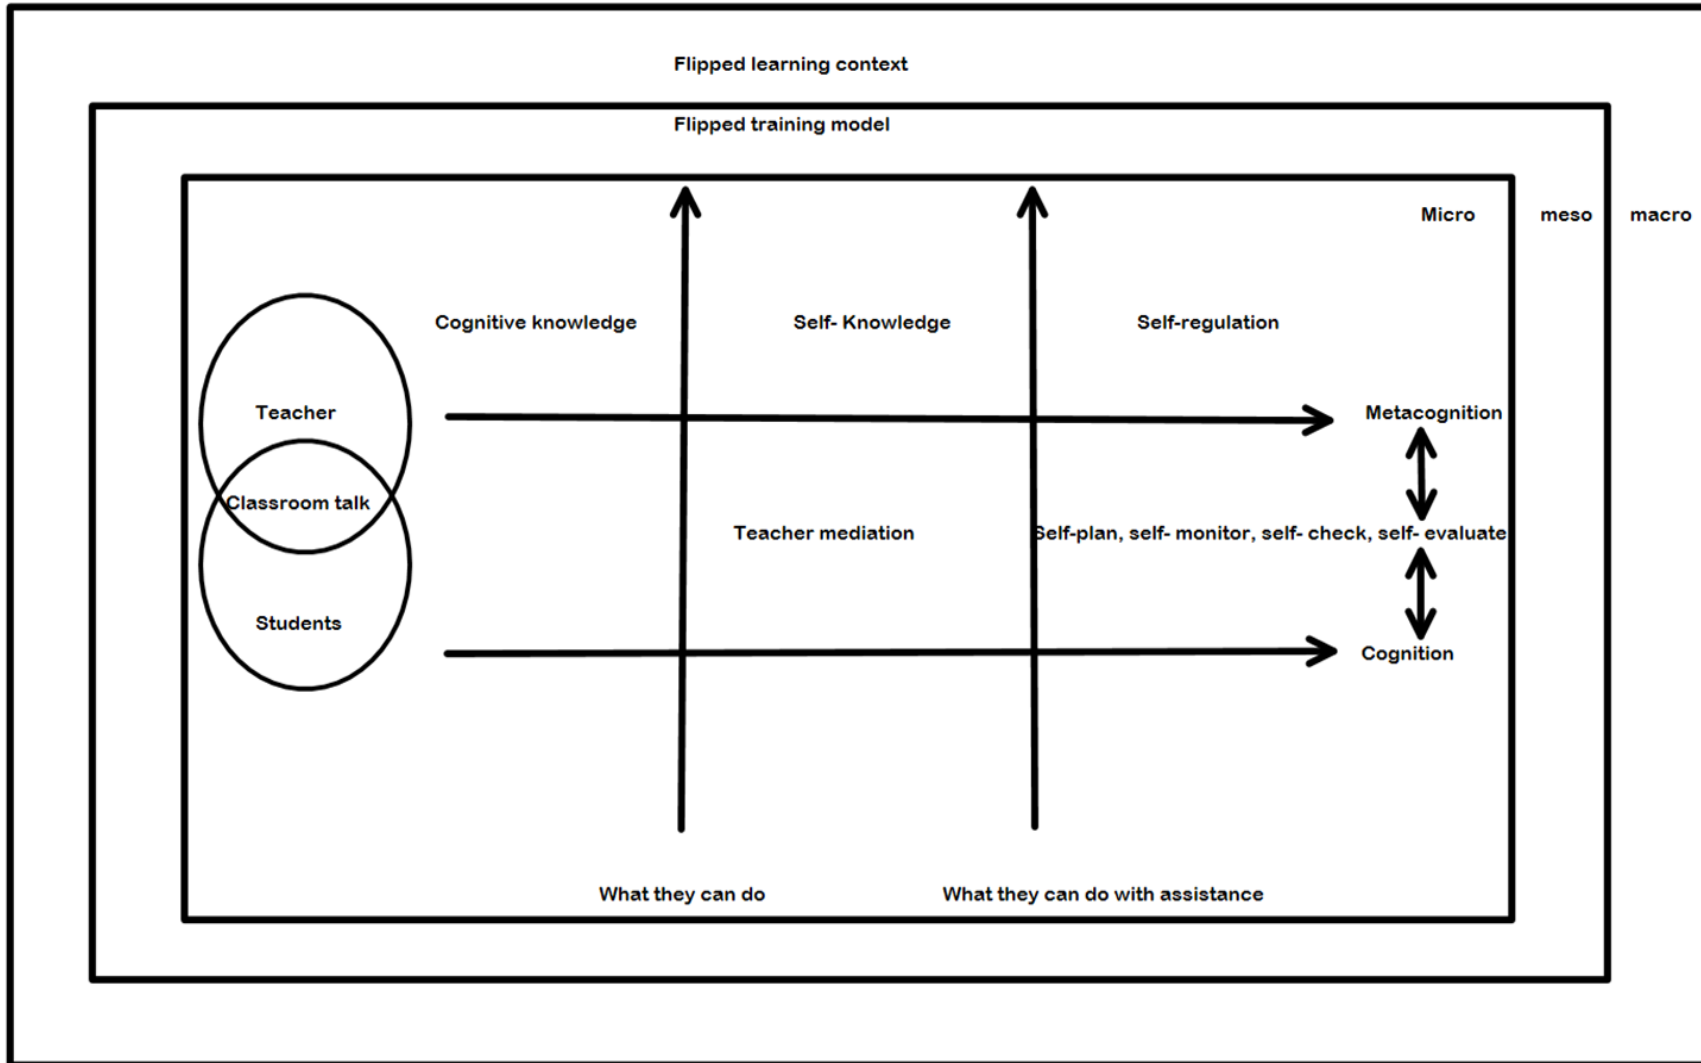 Flipped learning context
Flipped training model
Micro
meso
macro
Cognitive knowledge
Self- Knowledge
Self-regulation
Teacher
Metacognition
Classroom talk
Teacher mediation
Self-plan, self- monitor, self- check, self- evaluate
Students
Cognition
What they can do
What they can do with assistance